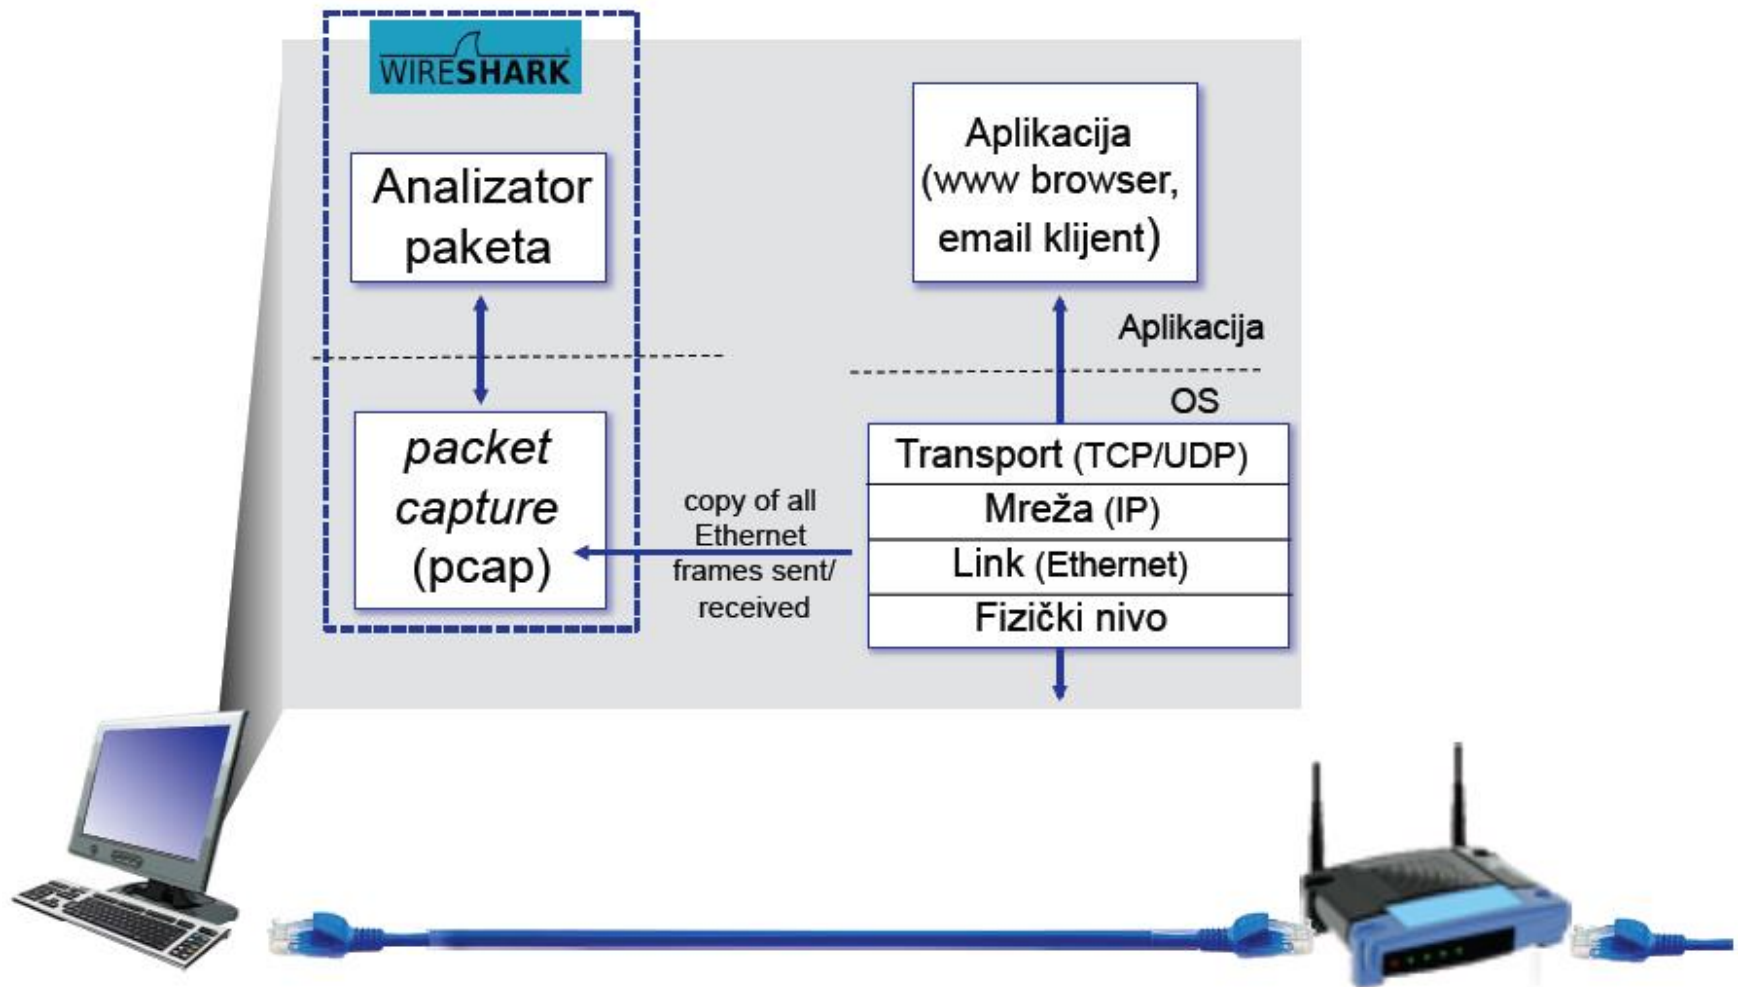 WIRESHARK
Analizator
paketa
packet
capture
(pcap)
copy of all
Ethernet
frames sent/
received
Aplikacija
(www browser,
email klijent)
Aplikacija
OS
Transport (TCP/UDP)
Mreža (IP)
Link (Ethernet)
Fizički nivo